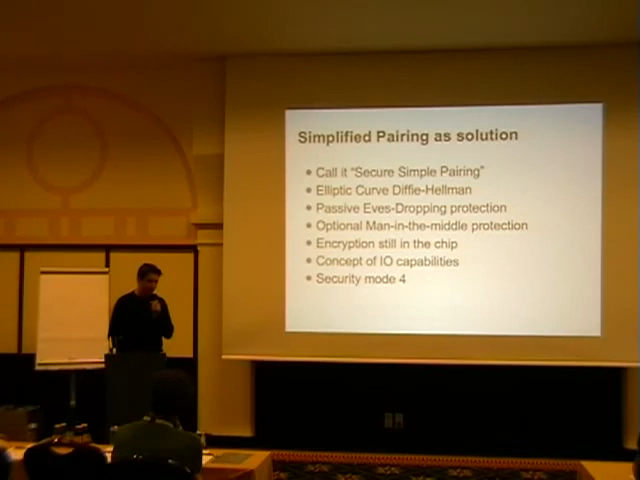 Simplified Pairing as solution
• Call it “Secure Simple Pairing”
• Elliptic Curve Diffie-Hellman
• Passive Eves-Dropping protection
• Optional Man-in-the-middle protection
• Encryption still in the chip
• Concept of IO capabilities
• Security mode 4